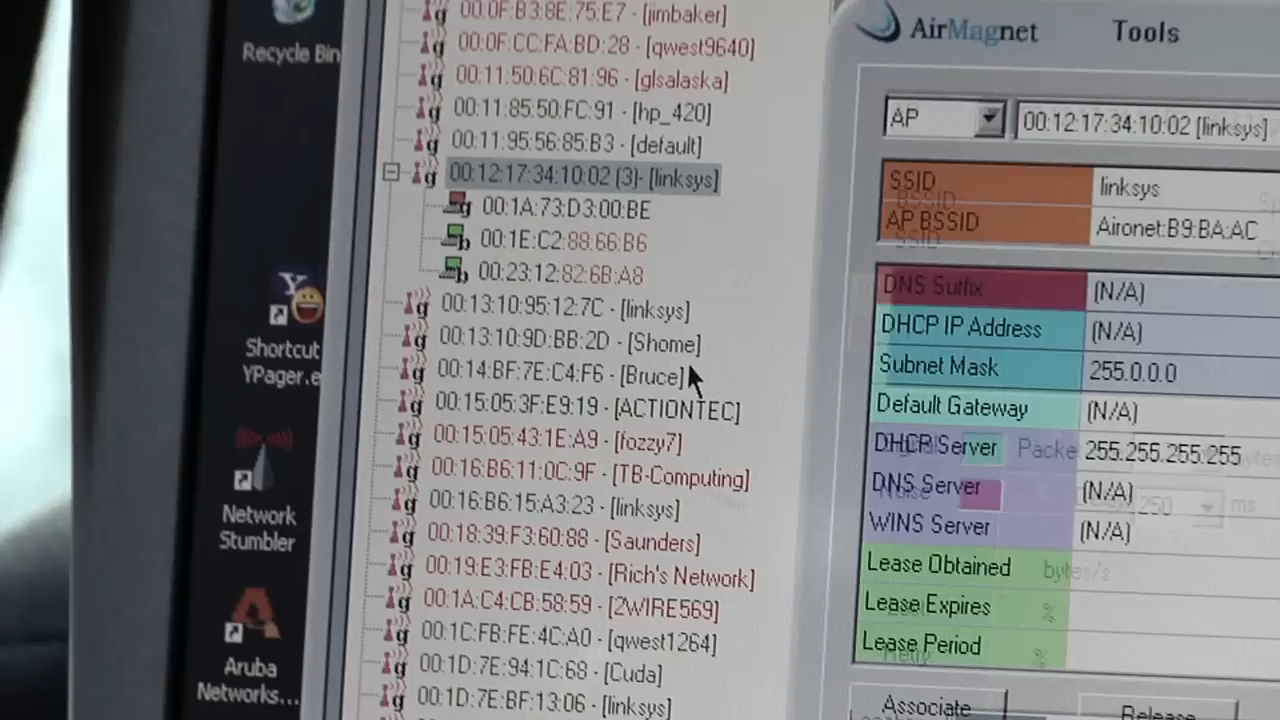 Recycle Bin
Shortcut
YPager.e
Network
Stumbler
Aruba
Networks...
00:0F:B3:8E:75:E7 - [jimbaker]
00:0F:CC:FA:BD:28 - [qwest9640]
00:11:50:6C:81:96 - [glsalaska]
00:11:85:50:FC:91 - [hp_420]
00:11:95:56:85:B3 - [default]
00:12:17:34:10:02 (3)- [linksys]
00:1A:73:D3:00:BE
00:1E:C2:88:66:B6
00:23:12:82:6B:A8
00:13:10:95:12:7C - [linksys]
00:13:10:9D:BB:2D - [Shome]
00:14:BF:7E:C4:F6 - [Bruce]
00:15:05:3F:E9:19 - [ACTIONTEC]
00:15:05:43:1E:A9 - [fozzy7]
00:16:B6:11:0C:9F - [TB-Computing]
00:16:B6:15:A3:23 - [linksys]
00:18:39:F3:60:88 - [Saunders]
00:19:E3:FB:E4:03 - [Rich's Network]
00:1A:C4:CB:58:59 - [2WIRE569]
00:1C:FB:FE:4C:A0 - [qwest1264]
00:1D:7E:94:1C:68 - [Cuda]
00:1D:7E:BF:13:06 - [linksys]
AirMagnet Tools
AP 00:12:17:34:10:02 [linksys]
SSID linksys
AP BSSID Aironet:B9:BA:AC
DNS Suffix (N/A)
DHCP IP Address (N/A)
Subnet Mask 255.0.0.0
Default Gateway (N/A)
DHCP Server 255.255.255.255
DNS Server (N/A)
WINS Server (N/A)
Lease Obtained
Lease Expires
Lease Period
Associate Release
BSSID
SSID
Packe
bytes
Noise
250 ms
bytes/s
%
Retry %